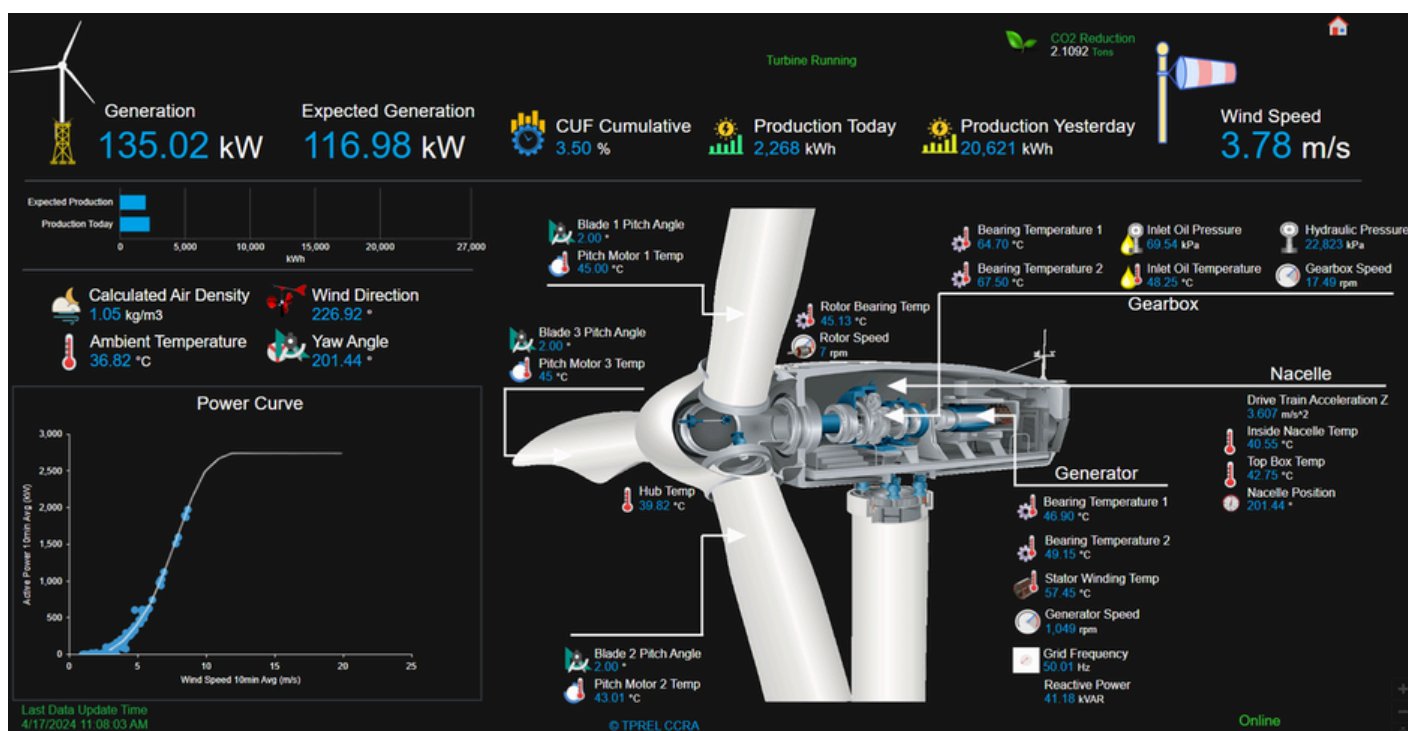 Turbine Running
CO2 Reduction
2.1092 Tons
Generation
135.02 kW
Expected Generation
116.98 kW
CUF Cumulative
3.50 %
Production Today
2,268 kWh
Production Yesterday
20,621 kWh
Wind Speed
3.78 m/s
Expected Production
Production Today
0 5,000 10,000 15,000 20,000 27,000
kWh
Calculated Air Density
1.05 kg/m3
Wind Direction
226.92 °
Ambient Temperature
36.82 °C
Yaw Angle
201.44 °
Power Curve
Active Power 10min Avg (kW)
3,000
2,500
2,000
1,500
1,000
500
0
0 5 10 15 20 25
Wind Speed 10min Avg (m/s)
Blade 1 Pitch Angle
2.00 °
Pitch Motor 1 Temp
45.00 °C
Blade 3 Pitch Angle
2.00 °
Pitch Motor 3 Temp
45 °C
Rotor Bearing Temp
45.13 °C
Rotor Speed
7 rpm
Hub Temp
39.82 °C
Blade 2 Pitch Angle
2.00 °
Pitch Motor 2 Temp
43.01 °C
Bearing Temperature 1
64.70 °C
Inlet Oil Pressure
69.54 kPa
Hydraulic Pressure
22,823 kPa
Bearing Temperature 2
67.50 °C
Inlet Oil Temperature
48.25 °C
Gearbox Speed
17.49 rpm
Gearbox
Nacelle
Drive Train Acceleration Z
3.607 m/s^2
Inside Nacelle Temp
40.55 °C
Top Box Temp
42.75 °C
Nacelle Position
201.44 °
Generator
Bearing Temperature 1
46.90 °C
Bearing Temperature 2
49.15 °C
Stator Winding Temp
57.45 °C
Generator Speed
1,049 rpm
Grid Frequency
50.01 Hz
Reactive Power
41.18 kVAR
Last Data Update Time
4/17/2024 11:08:03 AM
© TPREL CCRA
Online